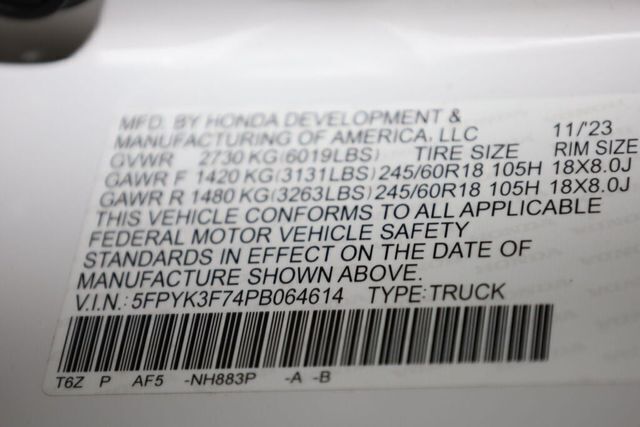 MFD. BY HONDA DEVELOPMENT &
MANUFACTURING OF AMERICA, LLC 11/'23
GVWR 2730 KG(6019LBS) TIRE SIZE RIM SIZE
GAWR F 1420 KG(3131LBS) 245/60R18 105H 18X8.0J
GAWR R 1480 KG(3263LBS) 245/60R18 105H 18X8.0J
THIS VEHICLE CONFORMS TO ALL APPLICABLE
FEDERAL MOTOR VEHICLE SAFETY
STANDARDS IN EFFECT ON THE DATE OF
MANUFACTURE SHOWN ABOVE.
V.I.N.: 5FPYK3F74PB064614 TYPE:TRUCK
T6Z P AF5 -NH883P -A -B